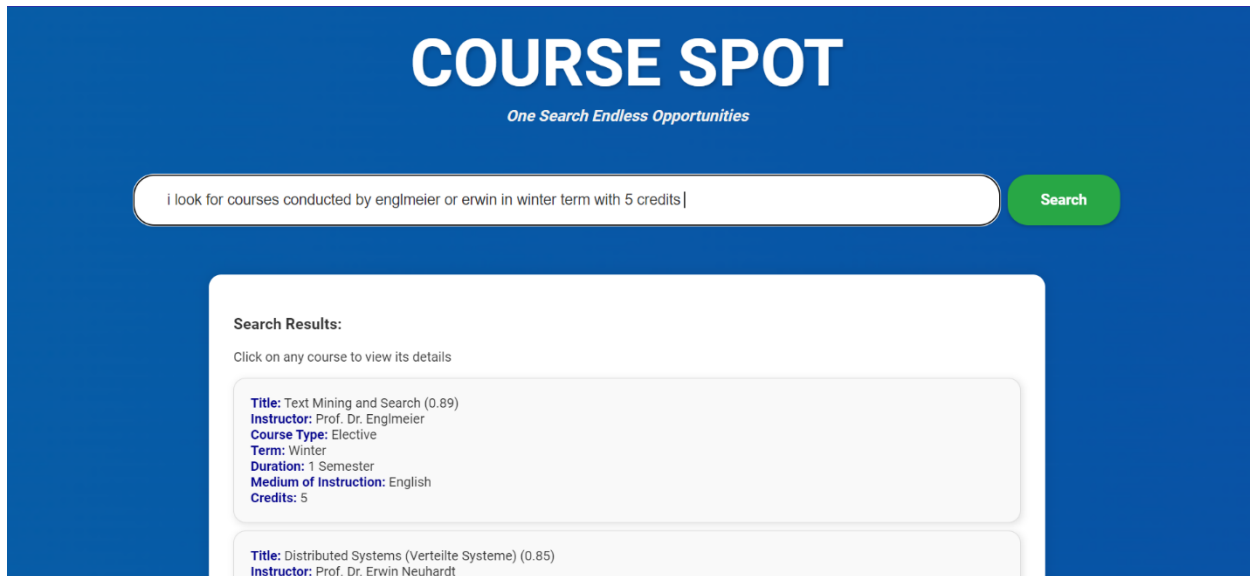 COURSE SPOT
One Search Endless Opportunities
i look for courses conducted by englmeier or erwin in winter term with 5 credits
Search
Search Results:
Click on any course to view its details
Title: Text Mining and Search (0.89)
Instructor: Prof. Dr. Englmeier
Course Type: Elective
Term: Winter
Duration: 1 Semester
Medium of Instruction: English
Credits: 5
Title: Distributed Systems (Verteilte Systeme) (0.85)
Instructor: Prof. Dr. Erwin Neuhardt